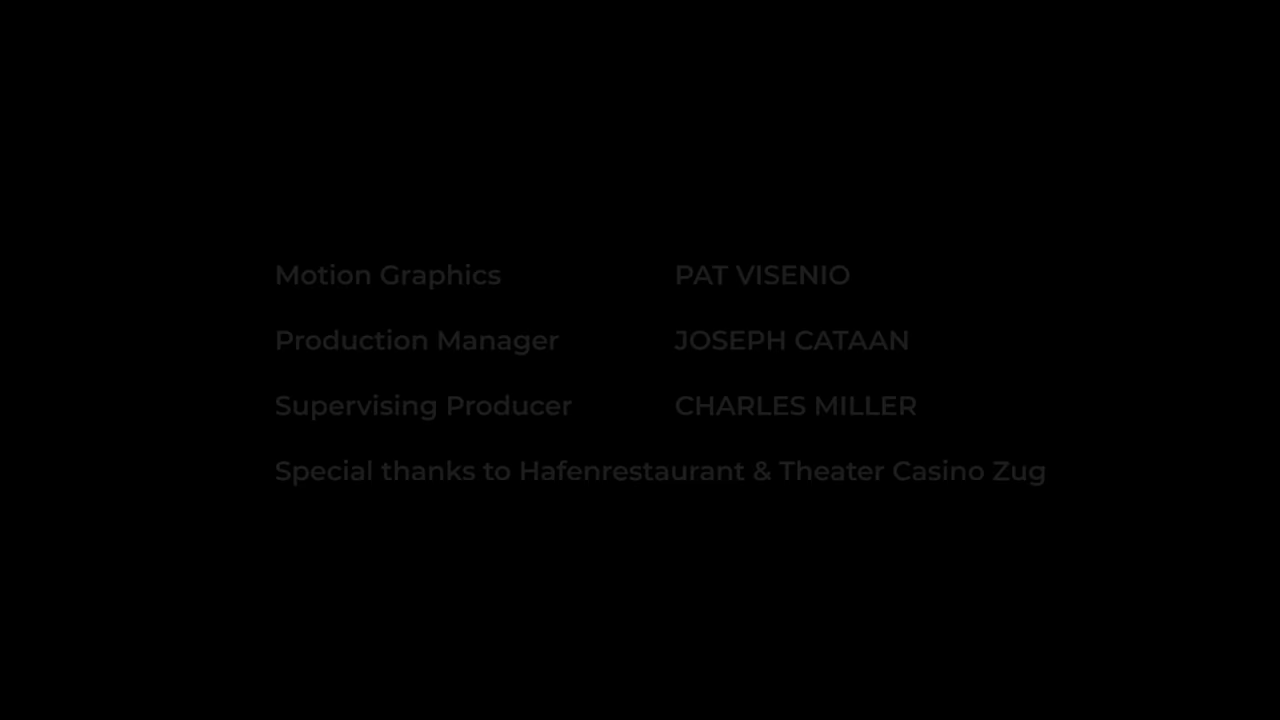 Motion Graphics PAT VISENIO
Production Manager JOSEPH CATAAN
Supervising Producer CHARLES MILLER
Special thanks to Hafenrestaurant & Theater Casino Zug